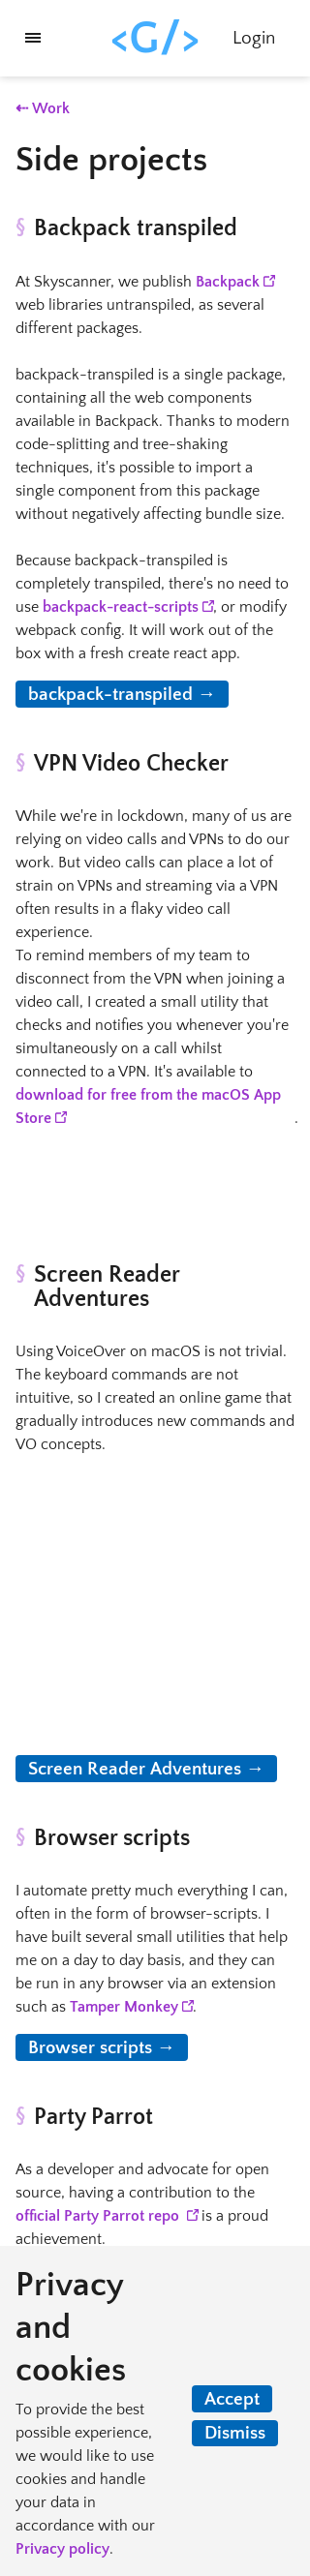 <G/>
Login
⇠ Work
Side projects
§ Backpack transpiled
At Skyscanner, we publish Backpack
web libraries untranspiled, as several
different packages.
backpack-transpiled is a single package,
containing all the web components
available in Backpack. Thanks to modern
code-splitting and tree-shaking
techniques, it's possible to import a
single component from this package
without negatively affecting bundle size.
Because backpack-transpiled is
completely transpiled, there's no need to
use backpack-react-scripts, or modify
webpack config. It will work out of the
box with a fresh create react app.
backpack-transpiled →
§ VPN Video Checker
While we're in lockdown, many of us are
relying on video calls and VPNs to do our
work. But video calls can place a lot of
strain on VPNs and streaming via a VPN
often results in a flaky video call
experience.
To remind members of my team to
disconnect from the VPN when joining a
video call, I created a small utility that
checks and notifies you whenever you're
simultaneously on a call whilst
connected to a VPN. It's available to
download for free from the macOS App
Store .
§ Screen Reader
Adventures
Using VoiceOver on macOS is not trivial.
The keyboard commands are not
intuitive, so I created an online game that
gradually introduces new commands and
VO concepts.
Screen Reader Adventures →
§ Browser scripts
I automate pretty much everything I can,
often in the form of browser-scripts. I
have built several small utilities that help
me on a day to day basis, and they can
be run in any browser via an extension
such as Tamper Monkey.
Browser scripts →
§ Party Parrot
As a developer and advocate for open
source, having a contribution to the
official Party Parrot repo is a proud
achievement.
Privacy
and
cookies
To provide the best
possible experience,
we would like to use
cookies and handle
your data in
accordance with our
Privacy policy.
Accept
Dismiss